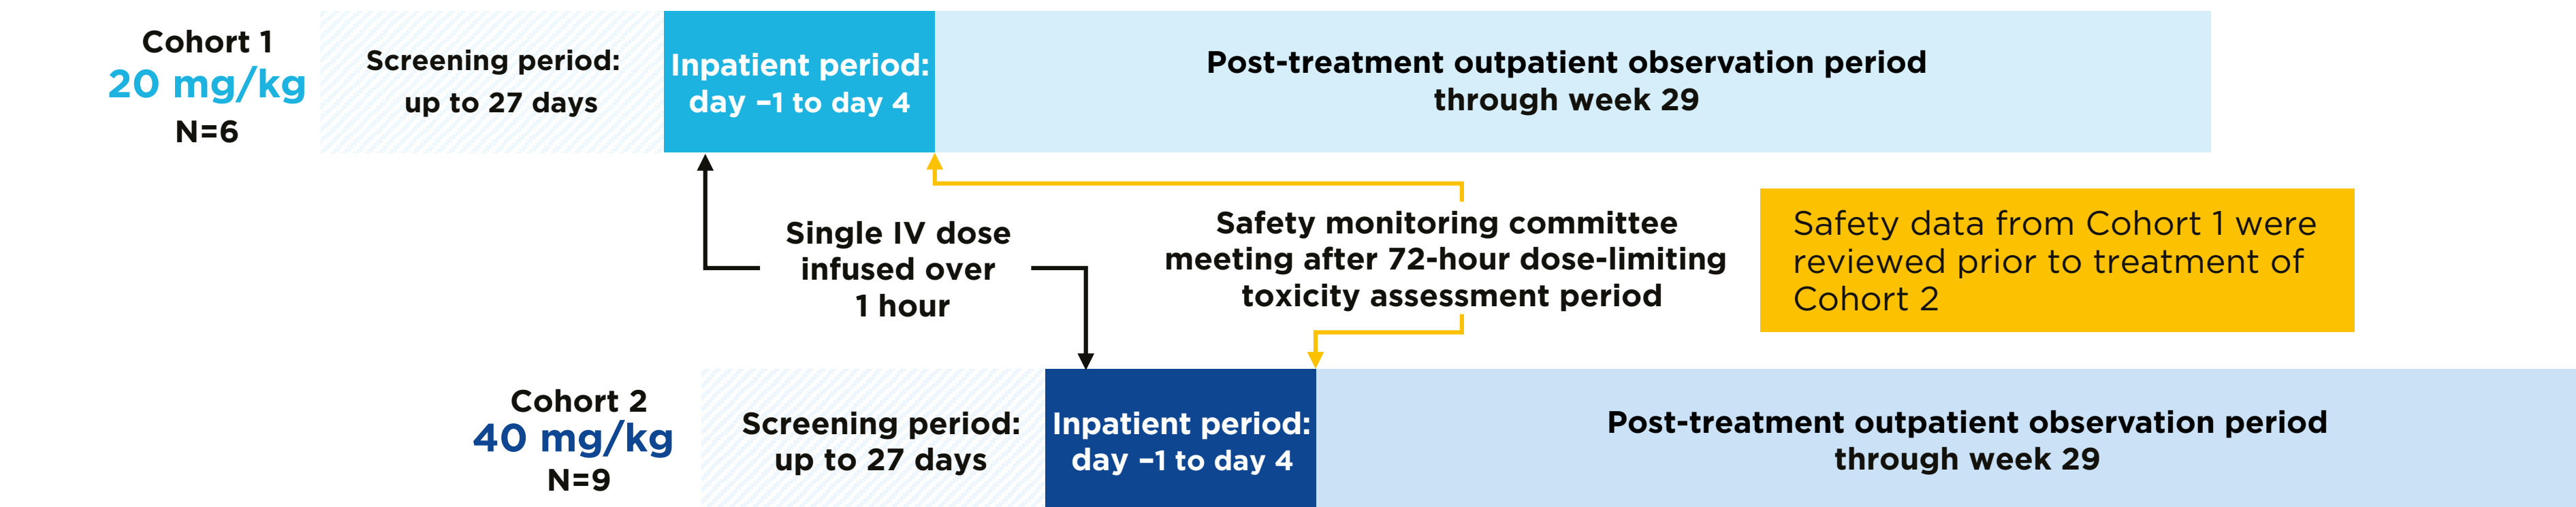 Cohort 1
20 mg/kg
N=6
Screening period:
up to 27 days
Inpatient period:
day –1 to day 4
Post-treatment outpatient observation period
through week 29
Single IV dose
infused over
1 hour
Safety monitoring committee
meeting after 72-hour dose-limiting
toxicity assessment period
Safety data from Cohort 1 were
reviewed prior to treatment of
Cohort 2
Cohort 2
40 mg/kg
N=9
Screening period:
up to 27 days
Inpatient period:
day –1 to day 4
Post-treatment outpatient observation period
through week 29